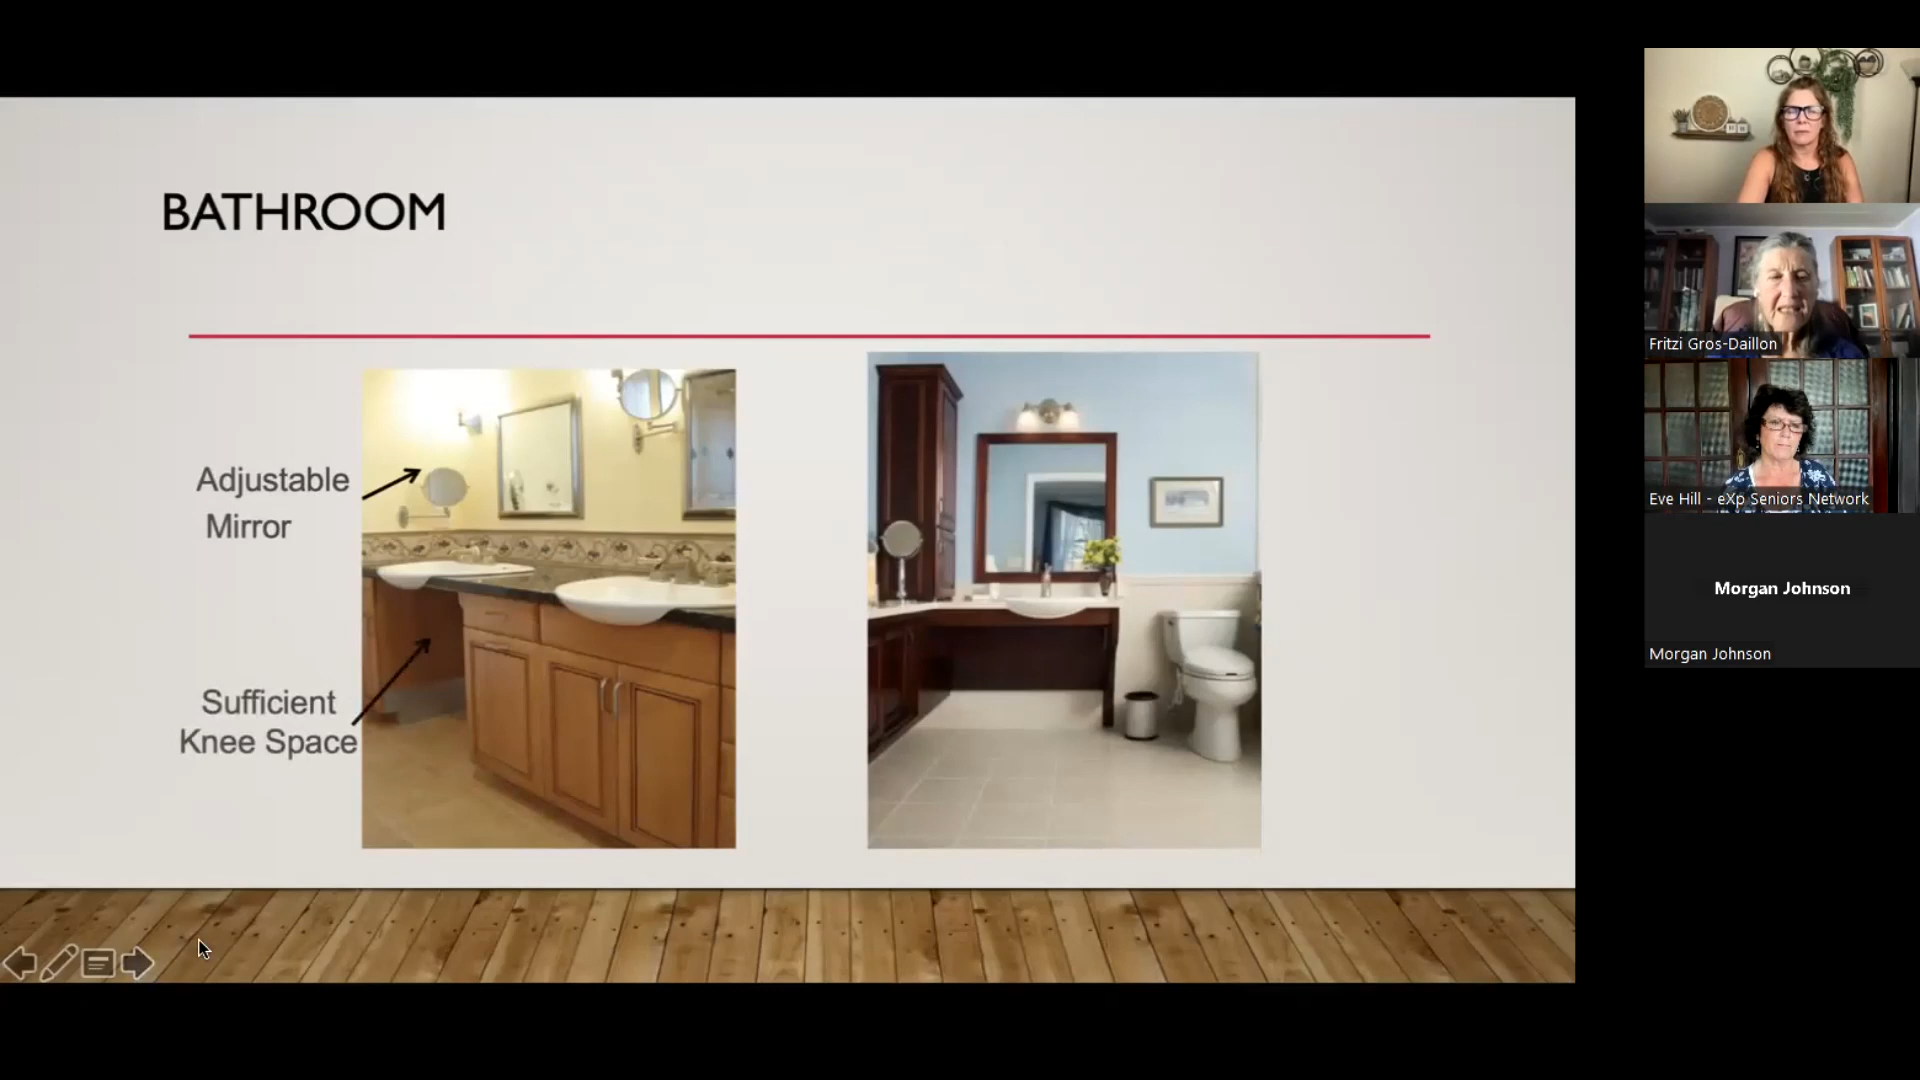 BATHROOM
Adjustable
Mirror
Sufficient
Knee Space
Fritzi Gros-Daillon
Eve Hill - eXp Seniors Network
Morgan Johnson
Morgan Johnson